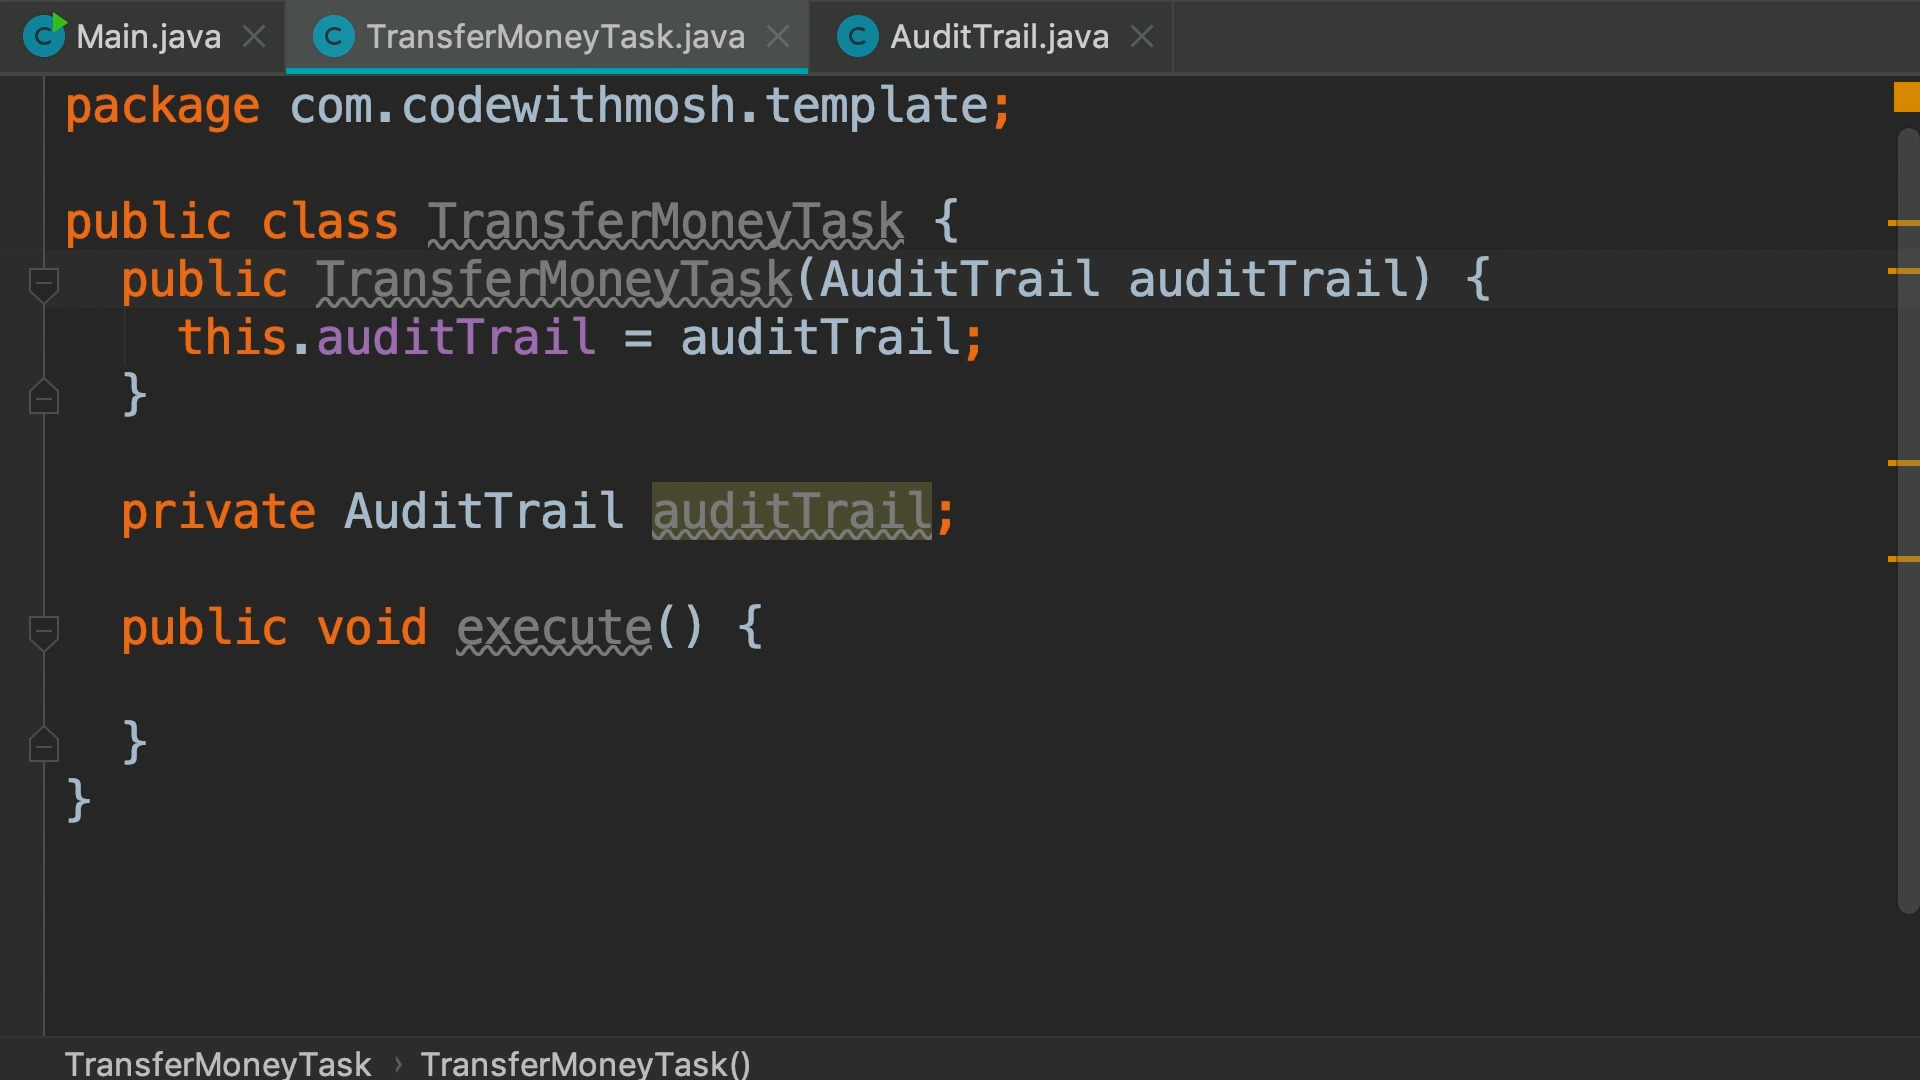 Main.java
TransferMoneyTask.java
AuditTrail.java
package com.codewithmosh.template;
public class TransferMoneyTask {
public TransferMoneyTask(AuditTrail auditTrail) {
this.auditTrail = auditTrail;
}
private AuditTrail auditTrail;
public void execute() {
}
}
TransferMoneyTask › TransferMoneyTask()